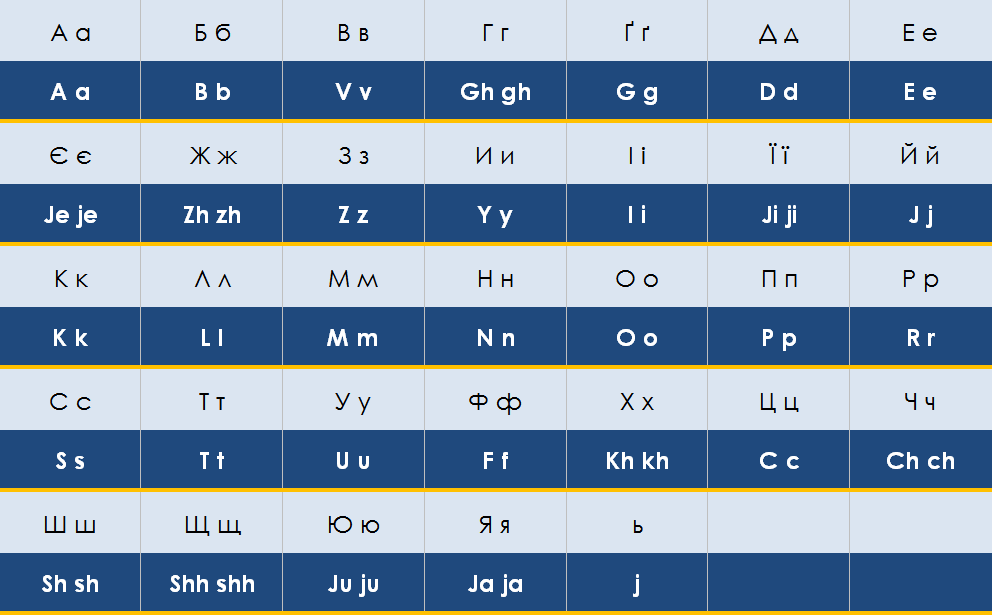 А а Б б В в Г г Ґ ґ Д д Е е
A a B b V v Gh gh G g D d E e
Є є Ж ж З з И и І і Ї ї Й й
Je je Zh zh Z z Y y I i Ji ji J j
К к Л л М м Н н О о П п Р р
K k L l M m N n O o P p R r
С с Т т У у Ф ф Х х Ц ц Ч ч
S s T t U u F f Kh kh C c Ch ch
Ш ш Щ щ Ю ю Я я ь
Sh sh Shh shh Ju ju Ja ja j